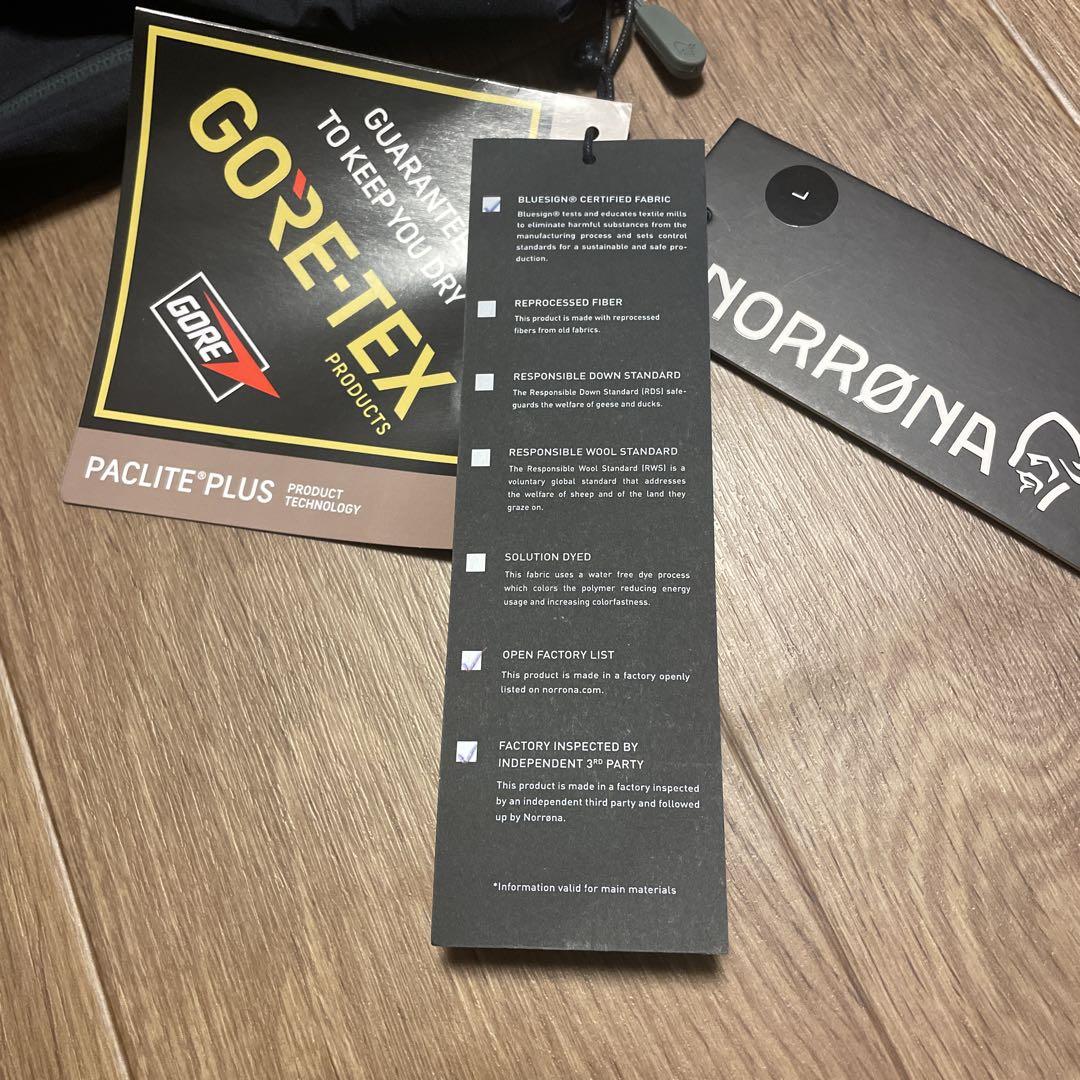 GORE-TEX
PRODUCTS
GUARANTEE
TO KEEP YOU DRY
GORE
PACLITE® PLUS PRODUCT
TECHNOLOGY
BLUESIGN® CERTIFIED FABRIC
Bluesign® tests and educates textile mills
to eliminate harmful substances from the
manufacturing process and sets control
standards for a sustainable and safe pro-
duction.
REPROCESSED FIBER
This product is made with reprocessed
fibers from old fabrics.
RESPONSIBLE DOWN STANDARD
The Responsible Down Standard (RDS) safe-
guards the welfare of geese and ducks.
RESPONSIBLE WOOL STANDARD
The Responsible Wool Standard (RWS) is a
voluntary global standard that addresses
the welfare of sheep and of the land they
graze on.
SOLUTION DYED
This fabric uses a water free dye process
which colors the polymer reducing energy
usage and increasing colorfastness.
OPEN FACTORY LIST
This product is made in a factory openly
listed on norrona.com.
FACTORY INSPECTED BY
INDEPENDENT 3RD PARTY
This product is made in a factory inspected
by an independent third party and followed
up by Norrøna.
*Information valid for main materials
L
NORRØNA